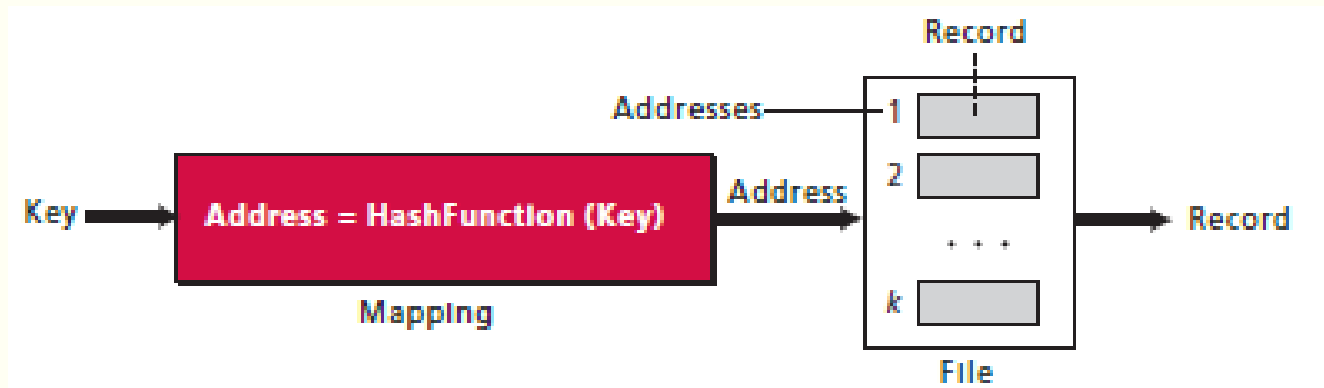 Record
Addresses
1
2
Key
Address = HashFunction (Key)
Address
. . .
Record
k
Mapping
File